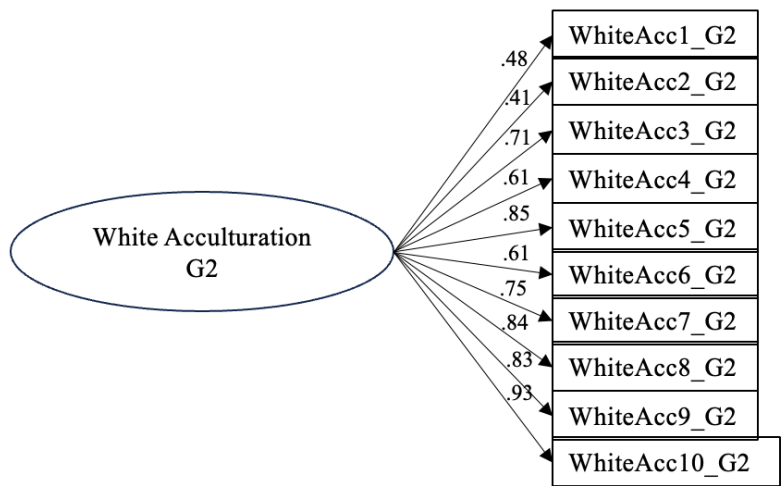 WhiteAcc1_G2
.48
WhiteAcc2_G2
.41
WhiteAcc3_G2
.71
WhiteAcc4_G2
.61
WhiteAcc5_G2
.85
White Acculturation
G2
WhiteAcc6_G2
.61
WhiteAcc7_G2
.75
WhiteAcc8_G2
.84
WhiteAcc9_G2
.83
WhiteAcc10_G2
.93